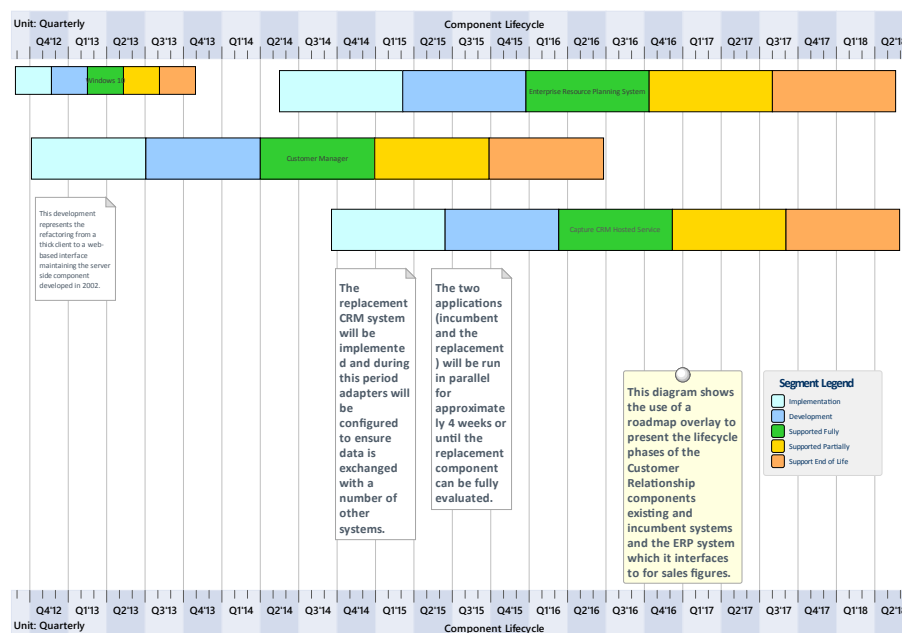 Unit: Quarterly
Component Lifecycle
Q4'12 Q1'13 Q2'13 Q3'13 Q4'13 Q1'14 Q2'14 Q3'14 Q4'14 Q1'15 Q2'15 Q3'15 Q4'15 Q1'16 Q2'16 Q3'16 Q4'16 Q1'17 Q2'17 Q3'17 Q4'17 Q1'18 Q2'18
Windows 10
Enterprise Resource Planning System
Customer Manager
This development
represents the
refactoring from a
thick client to a web-
based interface
maintaining the server
side component
developed in 2002.
Capture CRM Hosted Service
The
replacement
CRM system
will be
implemente
d and during
this period
adapters will
be
configured
to ensure
data is
exchanged
with a
number of
other
systems.
The two
applications
(incumbent
and the
replacement
) will be run
in parallel
for
approximate
ly 4 weeks or
until the
replacement
component
can be fully
evaluated.
This diagram shows
the use of a
roadmap overlay to
present the lifecycle
phases of the
Customer
Relationship
components
existing and
incumbent systems
and the ERP system
which it interfaces
to for sales figures.
Segment Legend
Implementation
Development
Supported Fully
Supported Partially
Support End of Life
Q4'12 Q1'13 Q2'13 Q3'13 Q4'13 Q1'14 Q2'14 Q3'14 Q4'14 Q1'15 Q2'15 Q3'15 Q4'15 Q1'16 Q2'16 Q3'16 Q4'16 Q1'17 Q2'17 Q3'17 Q4'17 Q1'18 Q2'18
Unit: Quarterly
Component Lifecycle